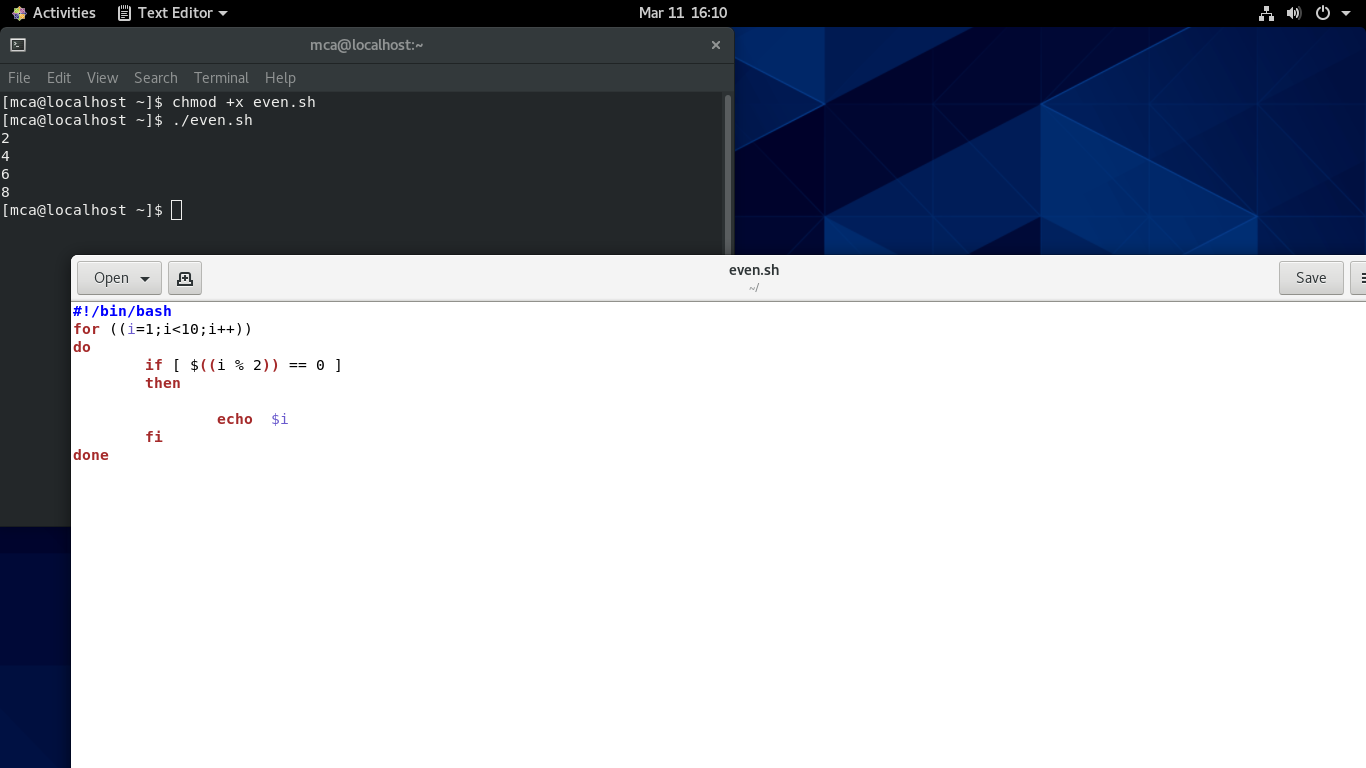 Activities Text Editor Mar 11 16:10
mca@localhost:~
File Edit View Search Terminal Help
[mca@localhost ~]$ chmod +x even.sh
[mca@localhost ~]$ ./even.sh
2
4
6
8
[mca@localhost ~]$
Open even.sh Save
~/
#!/bin/bash
for ((i=1;i<10;i++))
do
        if [ $((i % 2)) == 0 ]
        then

                echo  $i
        fi
done